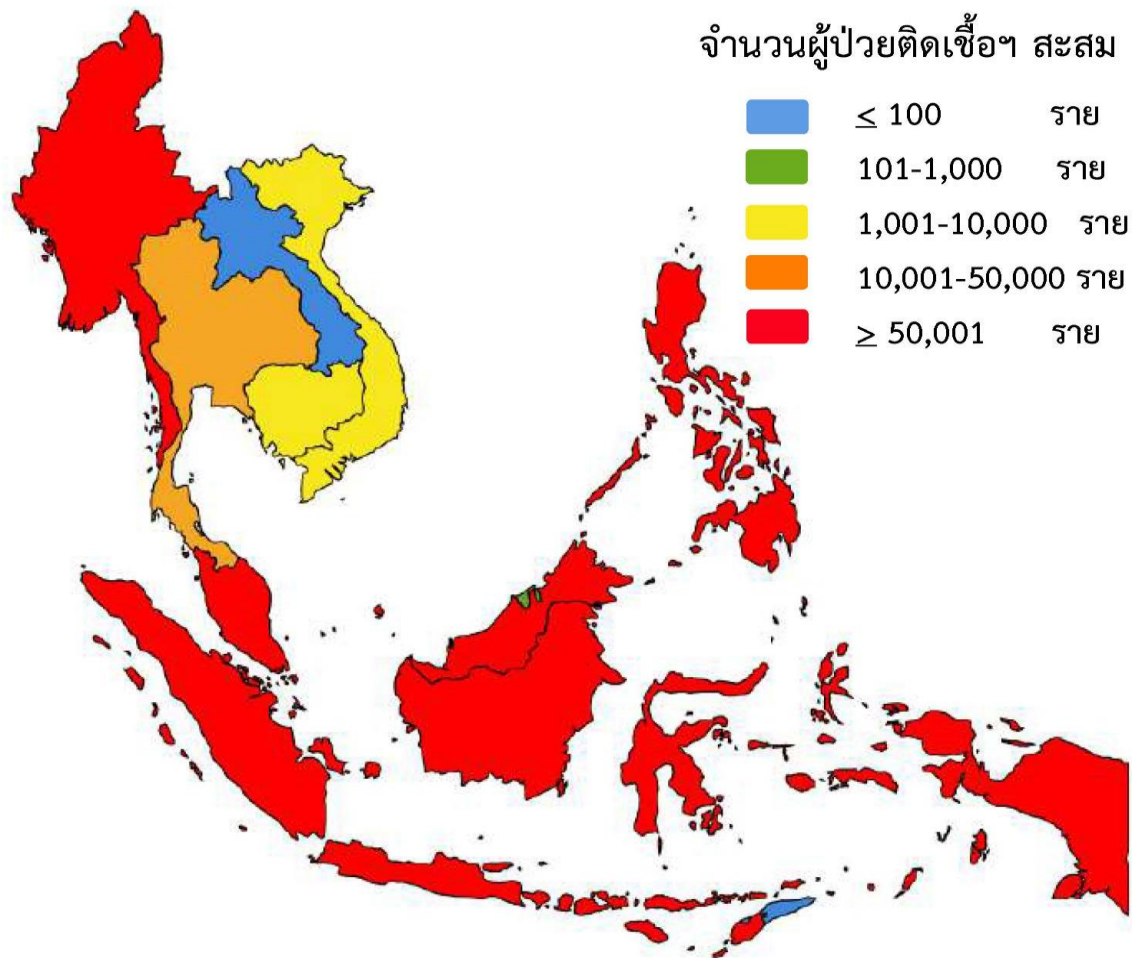 จำนวนผู้ป่วยติดเชื้อฯ สะสม
≤ 100 ราย
101-1,000 ราย
1,001-10,000 ราย
10,001-50,000 ราย
≥ 50,001 ราย